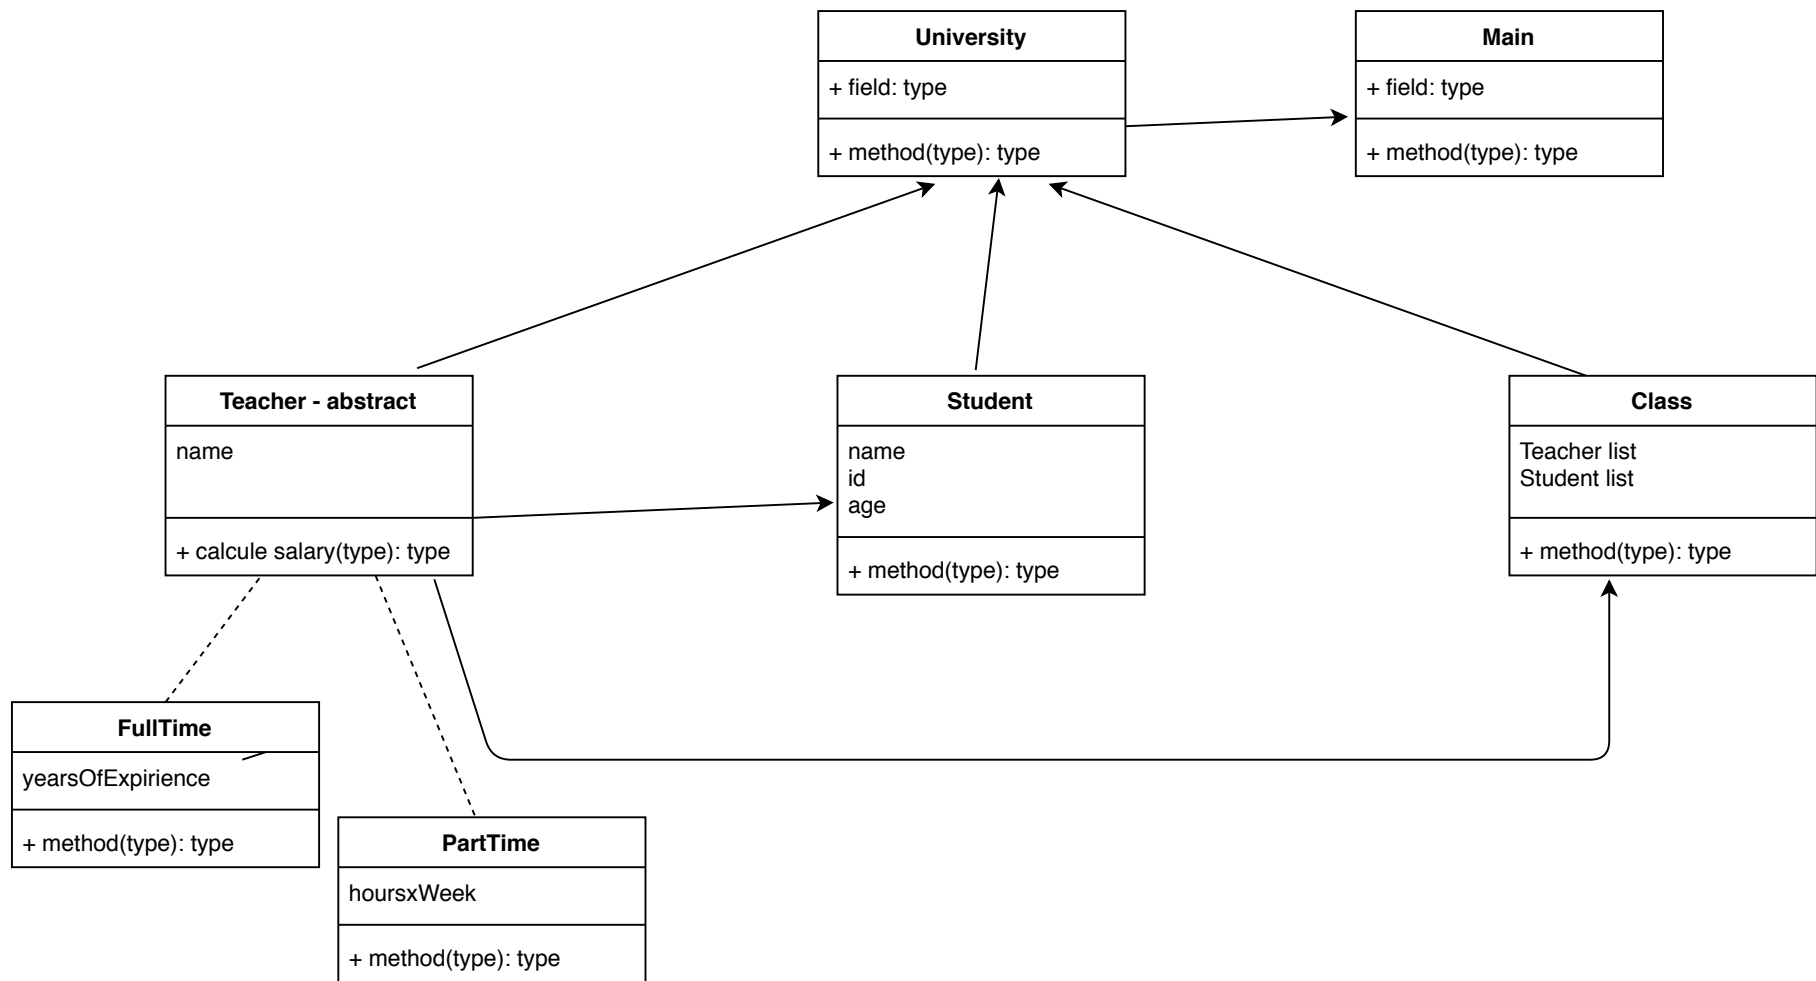 University
+ field: type
+ method(type): type
Main
+ field: type
+ method(type): type
Teacher - abstract
name
+ calcule salary(type): type
Student
name
id
age
+ method(type): type
Class
Teacher list
Student list
+ method(type): type
FullTime
yearsOfExpirience
+ method(type): type
PartTime
hoursxWeek
+ method(type): type